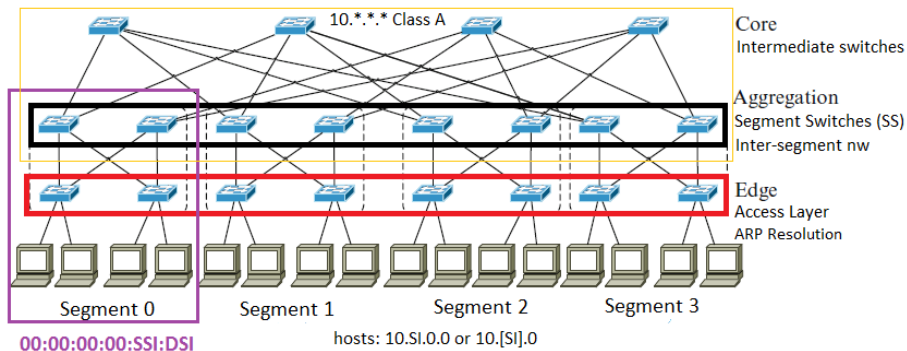 10.*.*.* Class A
Core
Intermediate switches
Aggregation
Segment Switches (SS)
Inter-segment nw
Edge
Access Layer
ARP Resolution
Segment 0
Segment 1
Segment 2
Segment 3
00:00:00:00:SSI:DSI
hosts: 10.SI.0.0 or 10.[SI].0